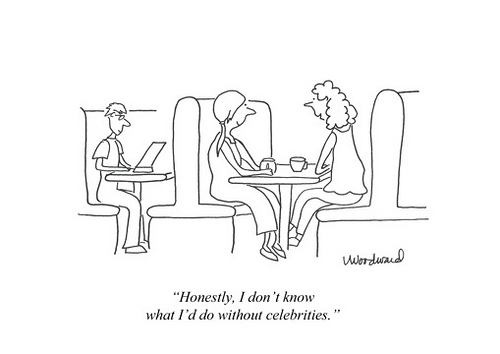 Woodward
“Honestly, I don’t know
what I’d do without celebrities.”